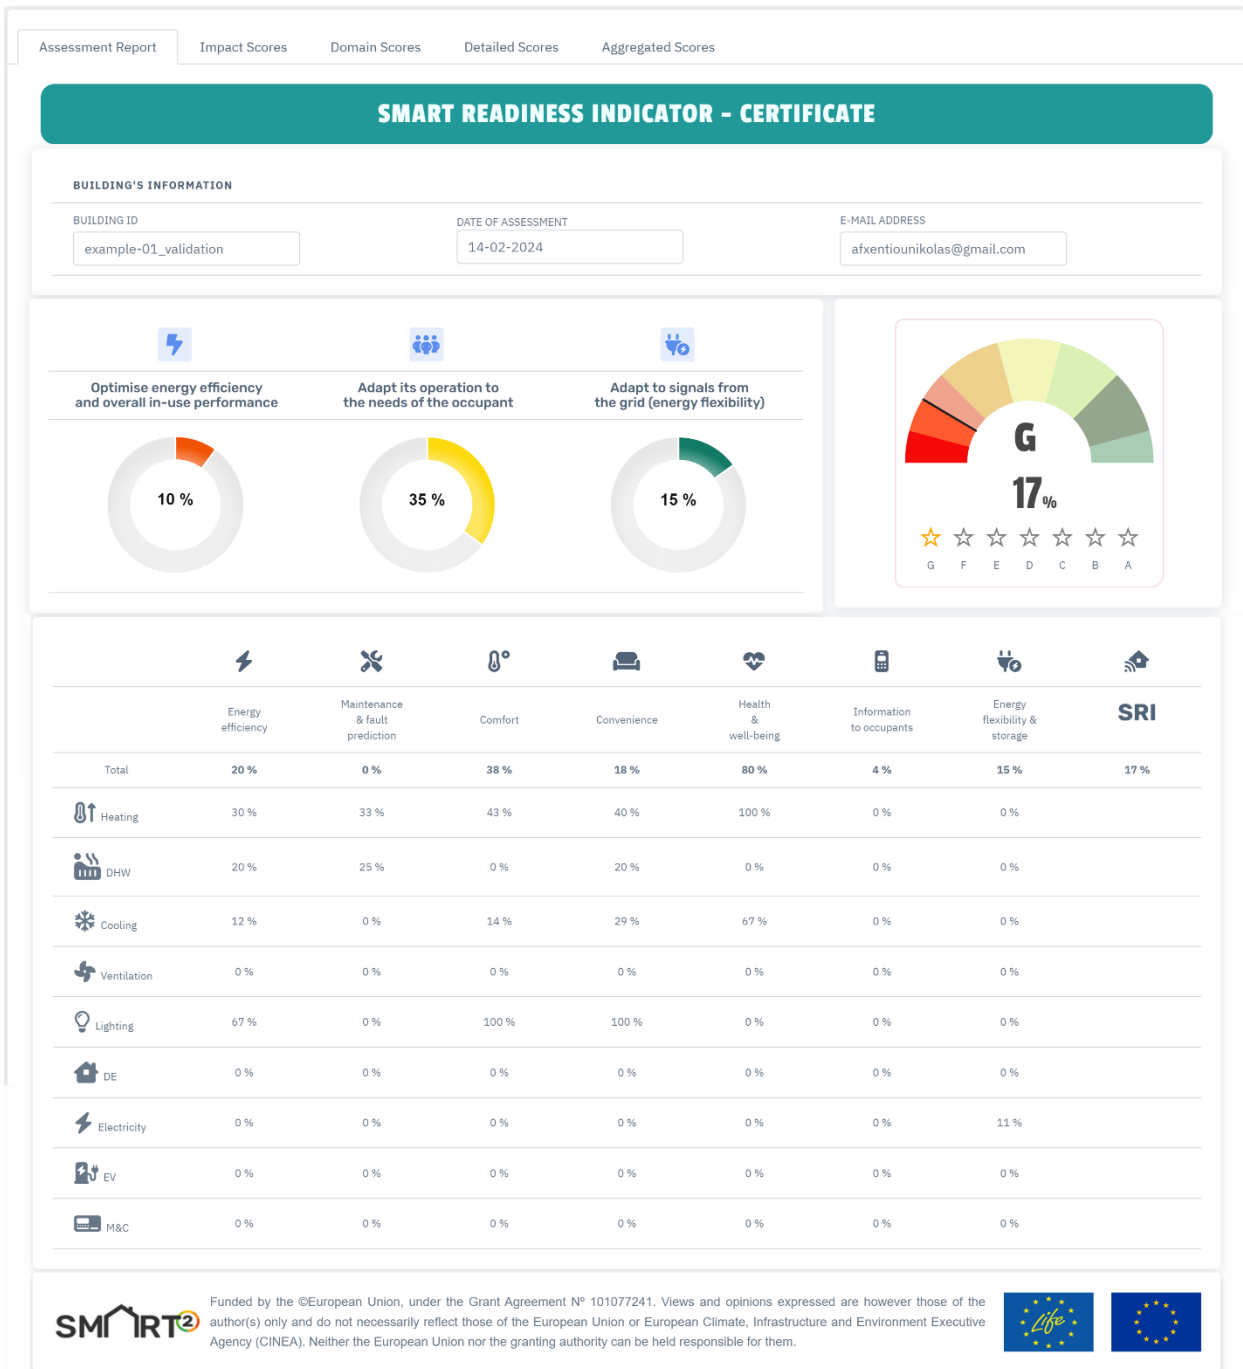 Assessment Report Impact Scores Domain Scores Detailed Scores Aggregated Scores
SMART READINESS INDICATOR - CERTIFICATE
BUILDING'S INFORMATION
BUILDING ID DATE OF ASSESSMENT E-MAIL ADDRESS
example-01_validation 14-02-2024 afxentiounikolas@gmail.com
Optimise energy efficiency
and overall in-use performance
Adapt its operation to
the needs of the occupant
Adapt to signals from
the grid (energy flexibility)
10 % 35 % 15 %
G
17%
G F E D C B A
Energy
efficiency
Maintenance
& fault
prediction
Comfort
Convenience
Health
&
well-being
Information
to occupants
Energy
flexibility &
storage
SRI
Total 20 % 0 % 38 % 18 % 80 % 4 % 15 % 17 %
Heating 30 % 33 % 43 % 40 % 100 % 0 % 0 %
DHW 20 % 25 % 0 % 20 % 0 % 0 % 0 %
Cooling 12 % 0 % 14 % 29 % 67 % 0 % 0 %
Ventilation 0 % 0 % 0 % 0 % 0 % 0 % 0 %
Lighting 67 % 0 % 100 % 100 % 0 % 0 % 0 %
DE 0 % 0 % 0 % 0 % 0 % 0 % 0 %
Electricity 0 % 0 % 0 % 0 % 0 % 0 % 11 %
EV 0 % 0 % 0 % 0 % 0 % 0 % 0 %
M&C 0 % 0 % 0 % 0 % 0 % 0 % 0 %
SMART2
Funded by the ©European Union, under the Grant Agreement Nº 101077241. Views and opinions expressed are however those of the
author(s) only and do not necessarily reflect those of the European Union or European Climate, Infrastructure and Environment Executive
Agency (CINEA). Neither the European Union nor the granting authority can be held responsible for them.
Life